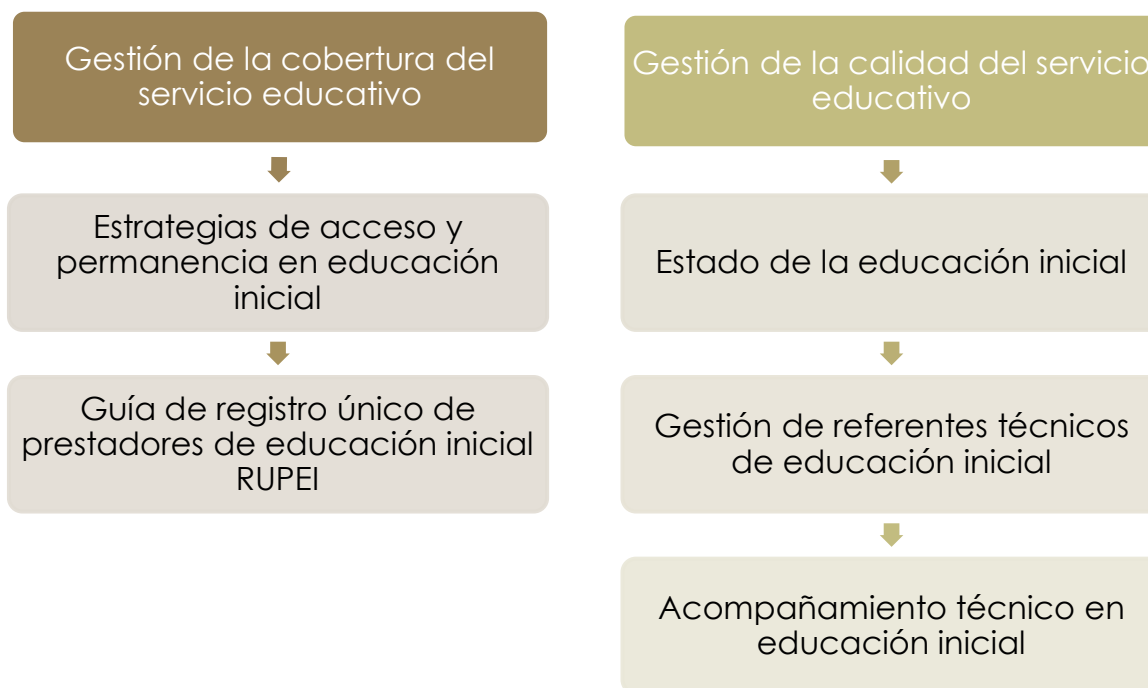 Gestión de la cobertura del
servicio educativo
Estrategias de acceso y
permanencia en educación
inicial
Guía de registro único de
prestadores de educación inicial
RUPEI
Gestión de la calidad del servicio
educativo
Estado de la educación inicial
Gestión de referentes técnicos
de educación inicial
Acompañamiento técnico en
educación inicial